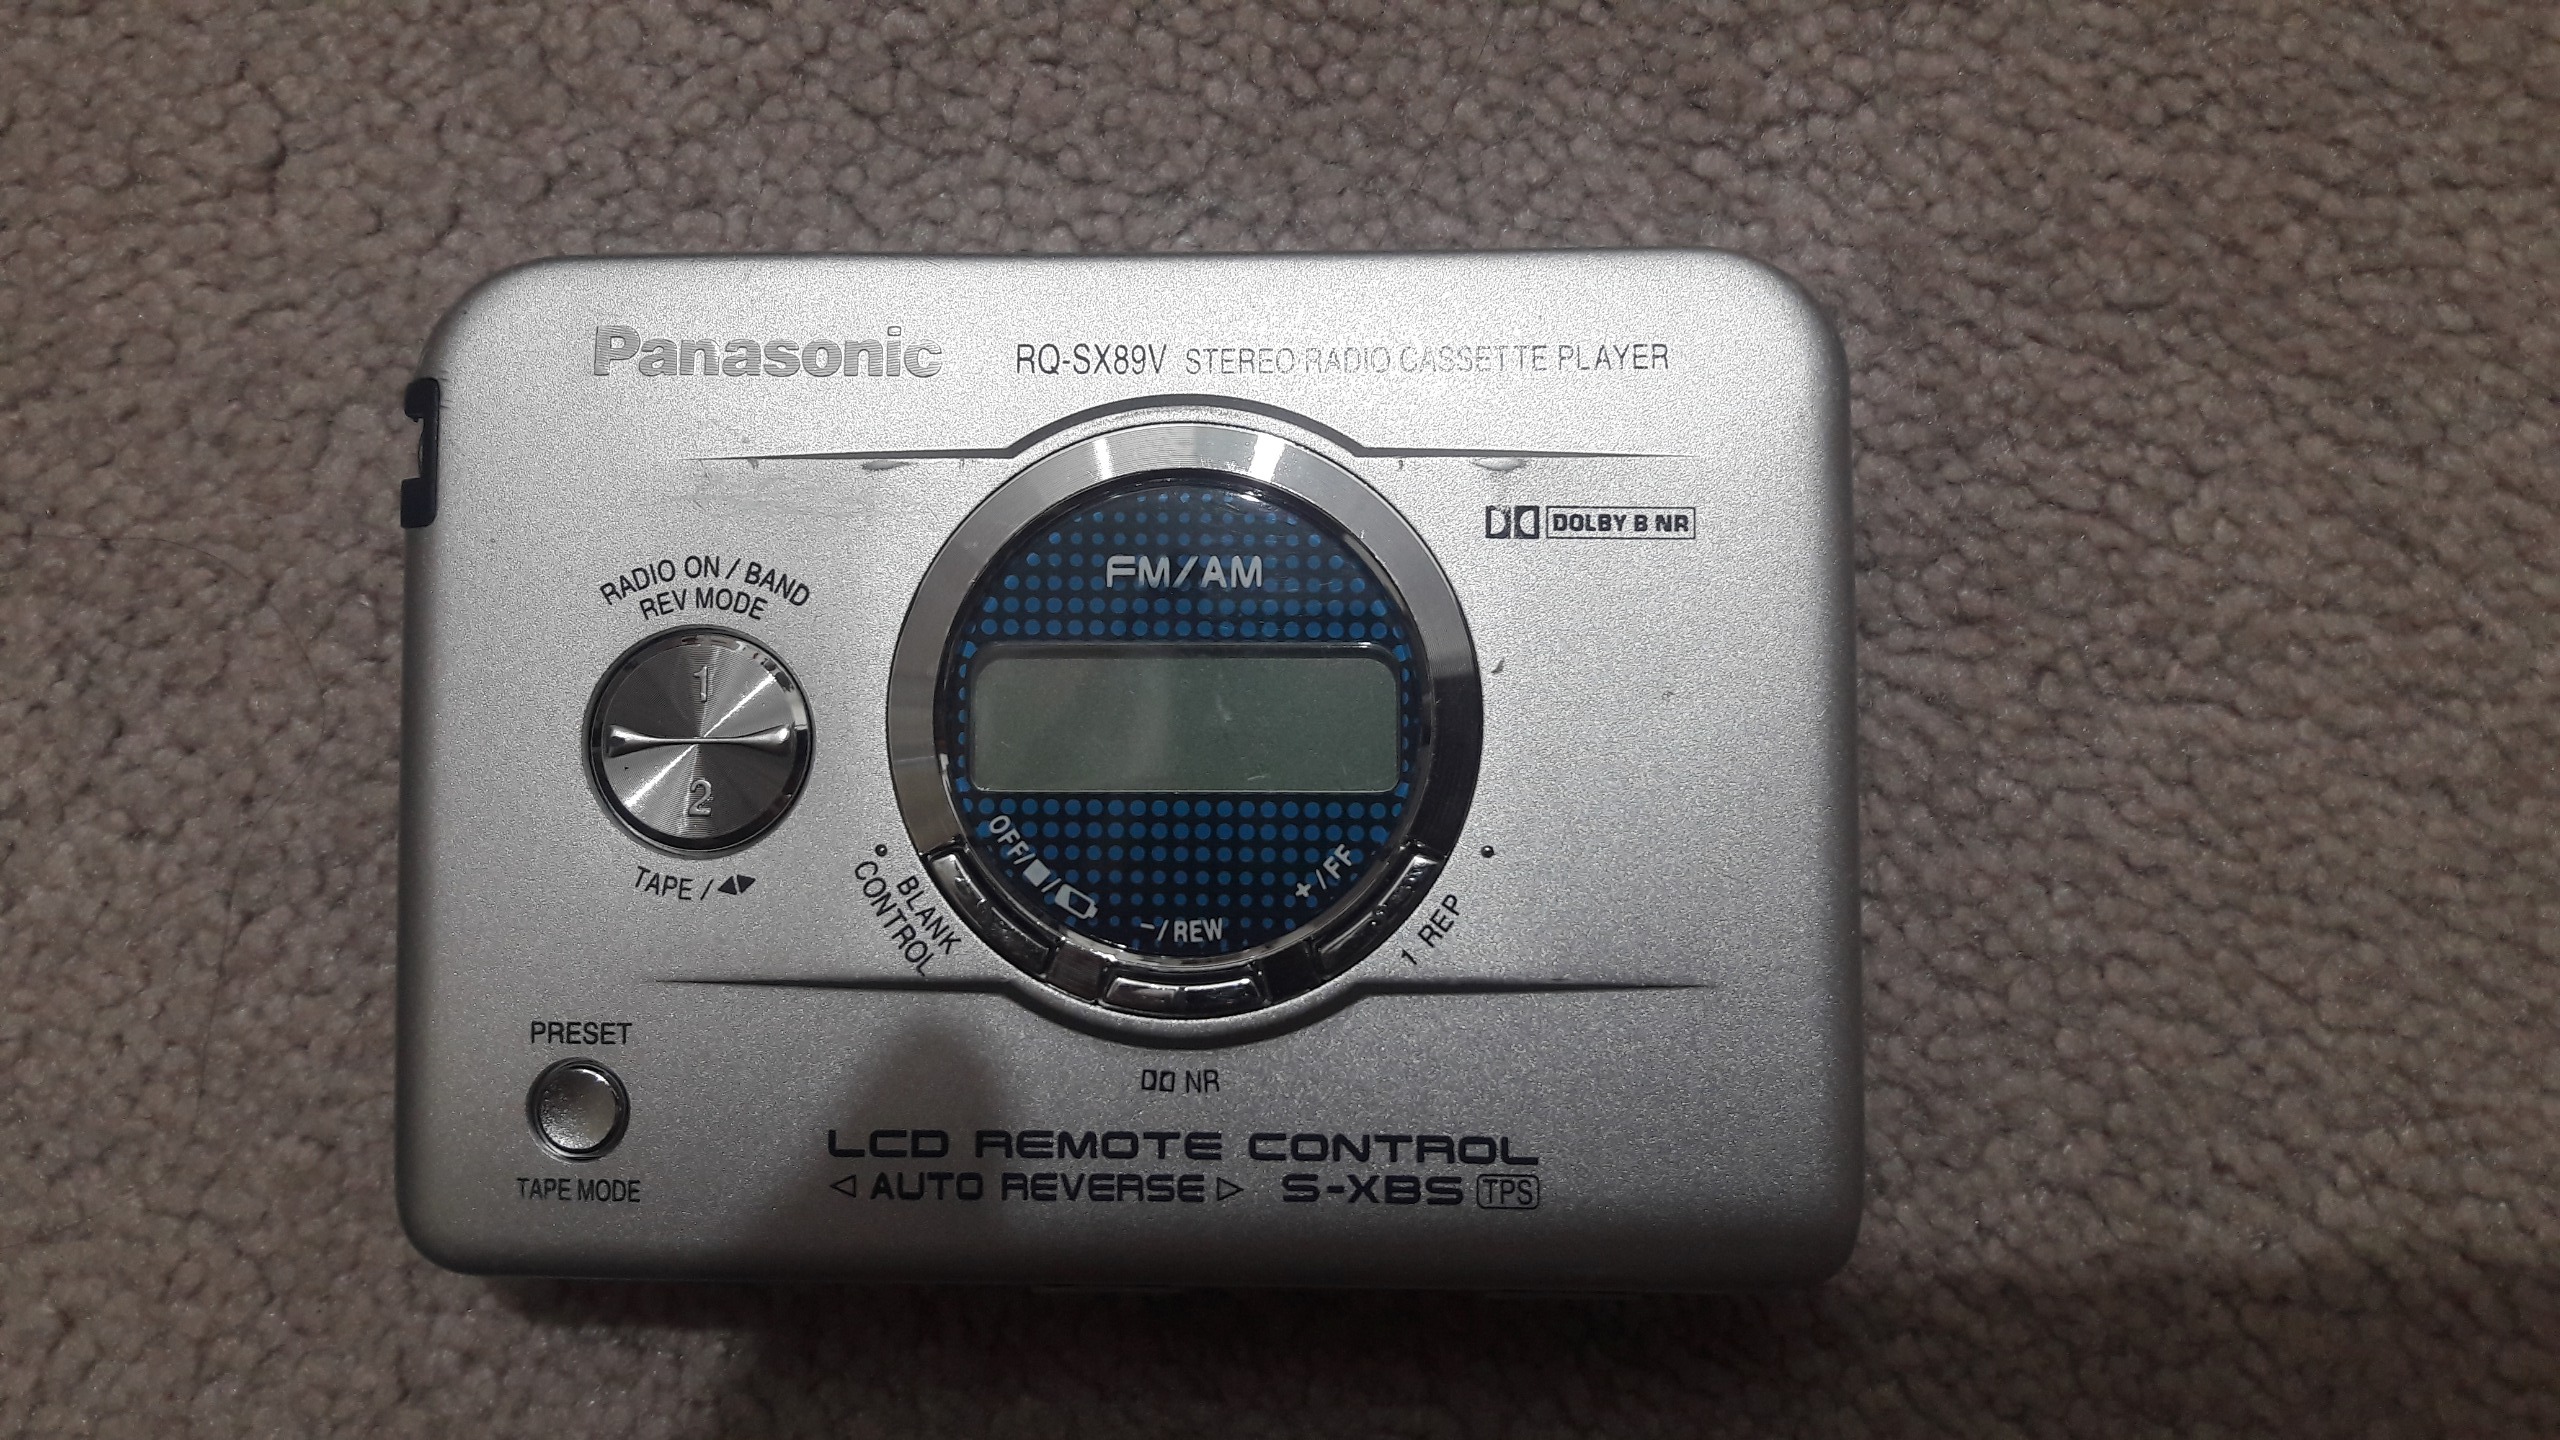 Panasonic RQ-SX89V STEREO RADIO CASSETTE PLAYER
DOLBY B NR
FM/AM
RADIO ON / BAND
REV MODE
1
2
TAPE / ◀▶
OFF/■/
-/REW
+/FF
BLANK
CONTROL
1 REP
PRESET
TAPE MODE
NR
LCD REMOTE CONTROL
◁ AUTO REVERSE ▷ S-XBS TPS